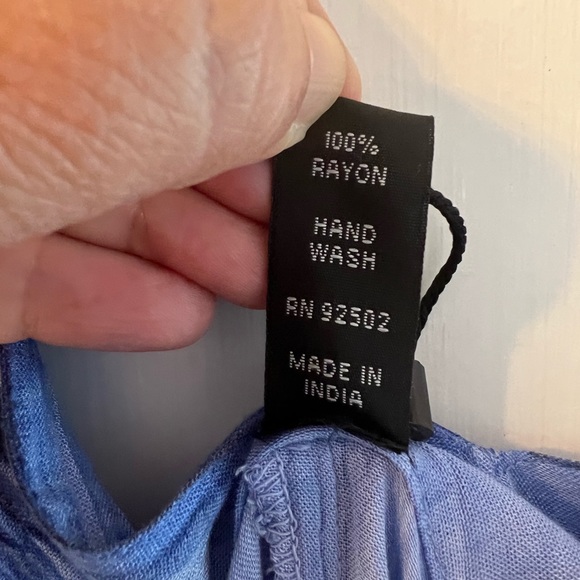 100%
RAYON
HAND
WASH
RN 92502
MADE IN
INDIA